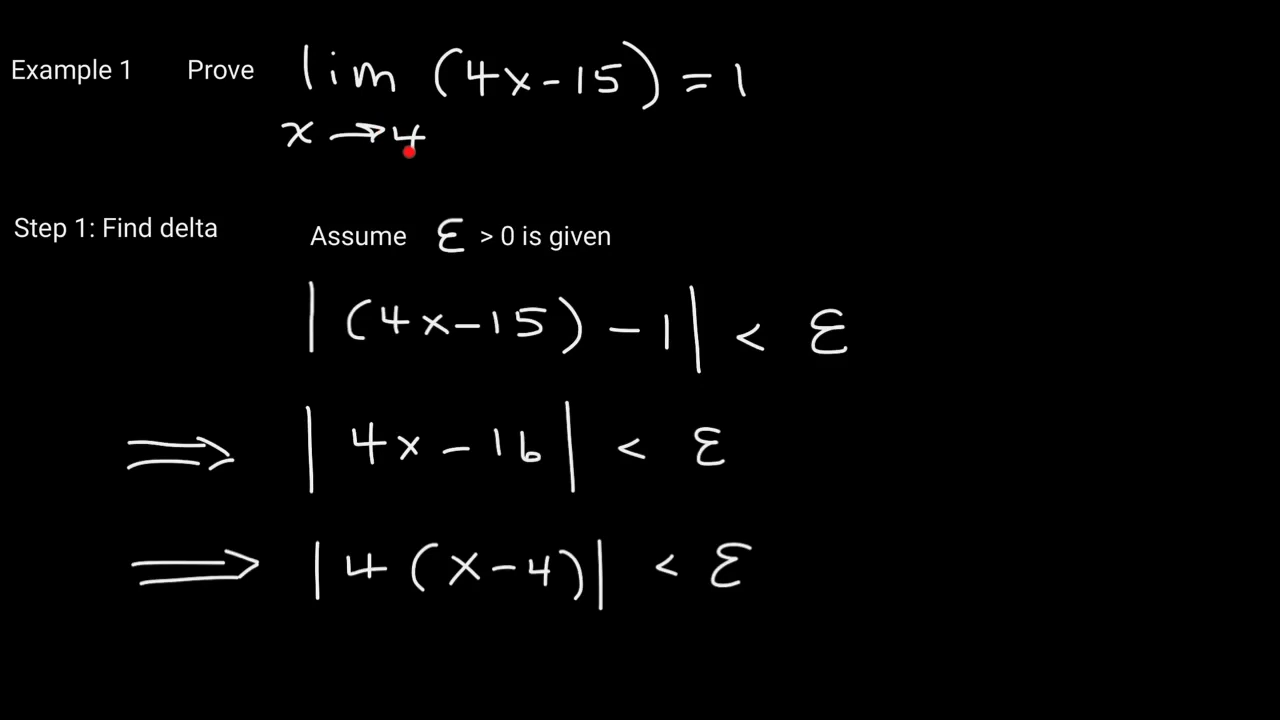 Example 1 Prove lim (4x-15) = 1
x → 4
Step 1: Find delta Assume Ɛ > 0 is given
| (4x-15) - 1 | < Ɛ
⟹ | 4x - 16 | < Ɛ
⟹ | 4 (x-4) | < Ɛ